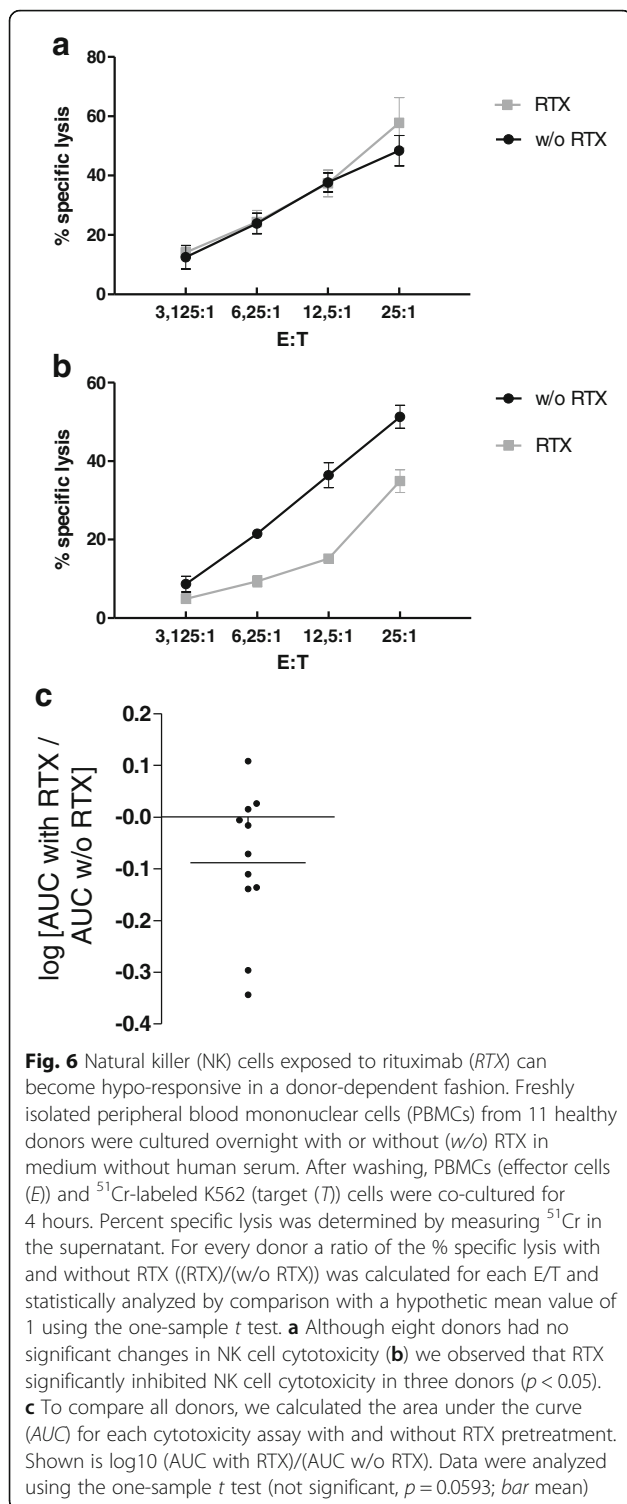 a
80
60
40
20
0
% specific lysis
3,125:1 6,25:1 12,5:1 25:1
E:T
RTX
w/o RTX
b
60
40
20
0
% specific lysis
3,125:1 6,25:1 12,5:1 25:1
E:T
w/o RTX
RTX
c
0.2
0.1
-0.0
-0.1
-0.2
-0.3
-0.4
log [AUC with RTX /
AUC w/o RTX]
Fig. 6 Natural killer (NK) cells exposed to rituximab (RTX) can
become hypo-responsive in a donor-dependent fashion. Freshly
isolated peripheral blood mononuclear cells (PBMCs) from 11 healthy
donors were cultured overnight with or without (w/o) RTX in
medium without human serum. After washing, PBMCs (effector cells
(E)) and ⁵¹Cr-labeled K562 (target (T)) cells were co-cultured for
4 hours. Percent specific lysis was determined by measuring ⁵¹Cr in
the supernatant. For every donor a ratio of the % specific lysis with
and without RTX ((RTX)/(w/o RTX)) was calculated for each E/T and
statistically analyzed by comparison with a hypothetic mean value of
1 using the one-sample t test. a Although eight donors had no
significant changes in NK cell cytotoxicity (b) we observed that RTX
significantly inhibited NK cell cytotoxicity in three donors (p < 0.05).
c To compare all donors, we calculated the area under the curve
(AUC) for each cytotoxicity assay with and without RTX pretreatment.
Shown is log10 (AUC with RTX)/(AUC w/o RTX). Data were analyzed
using the one-sample t test (not significant, p = 0.0593; bar mean)